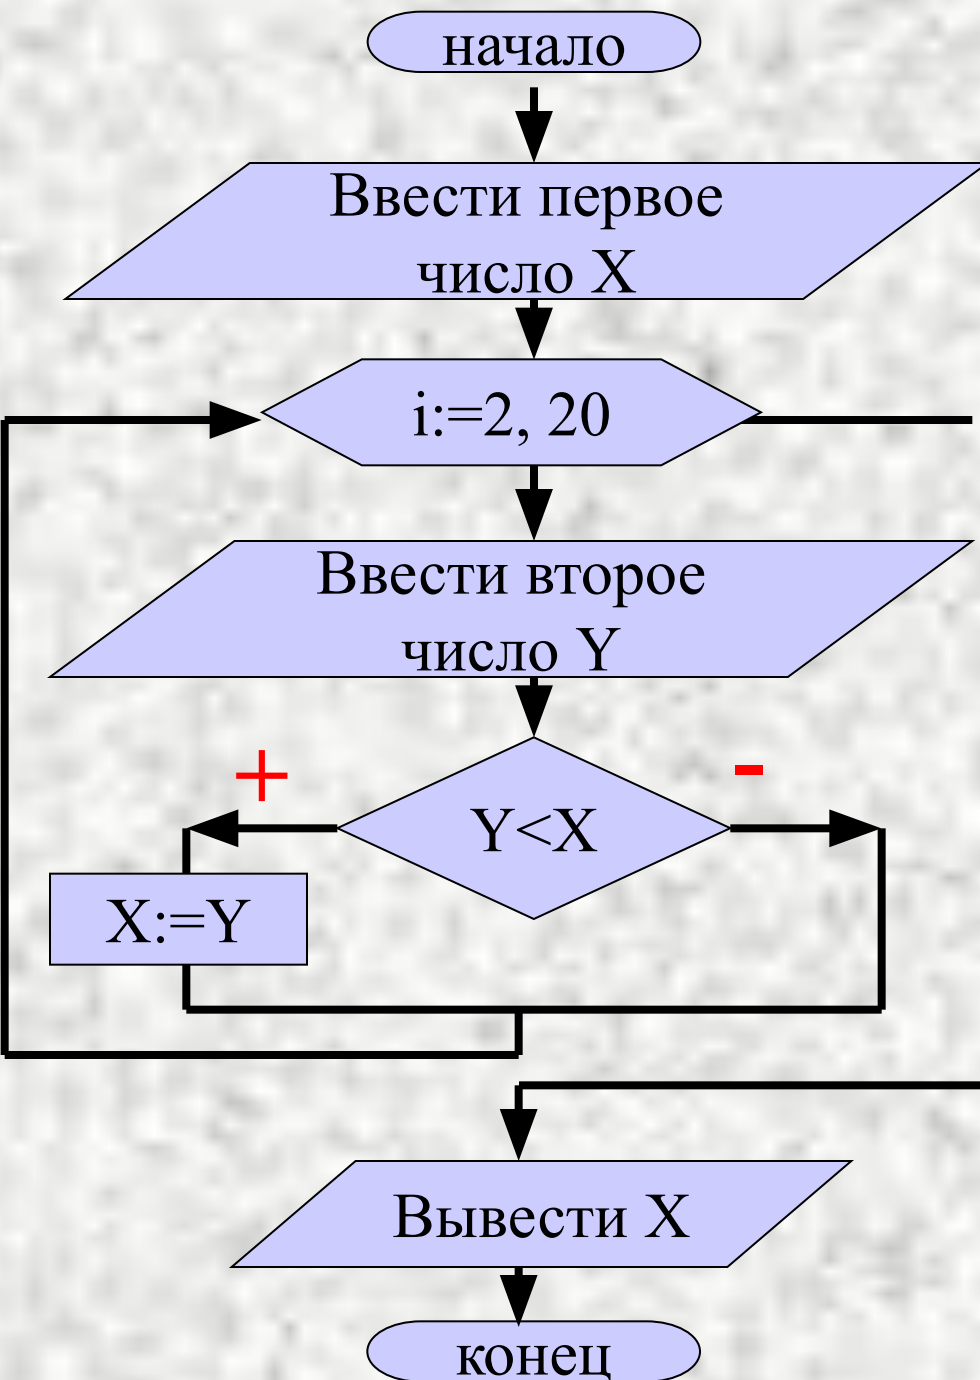 начало
Ввести первое
число X
i:=2, 20
Ввести второе
число Y
+
-
Y<X
X:=Y
Вывести X
конец